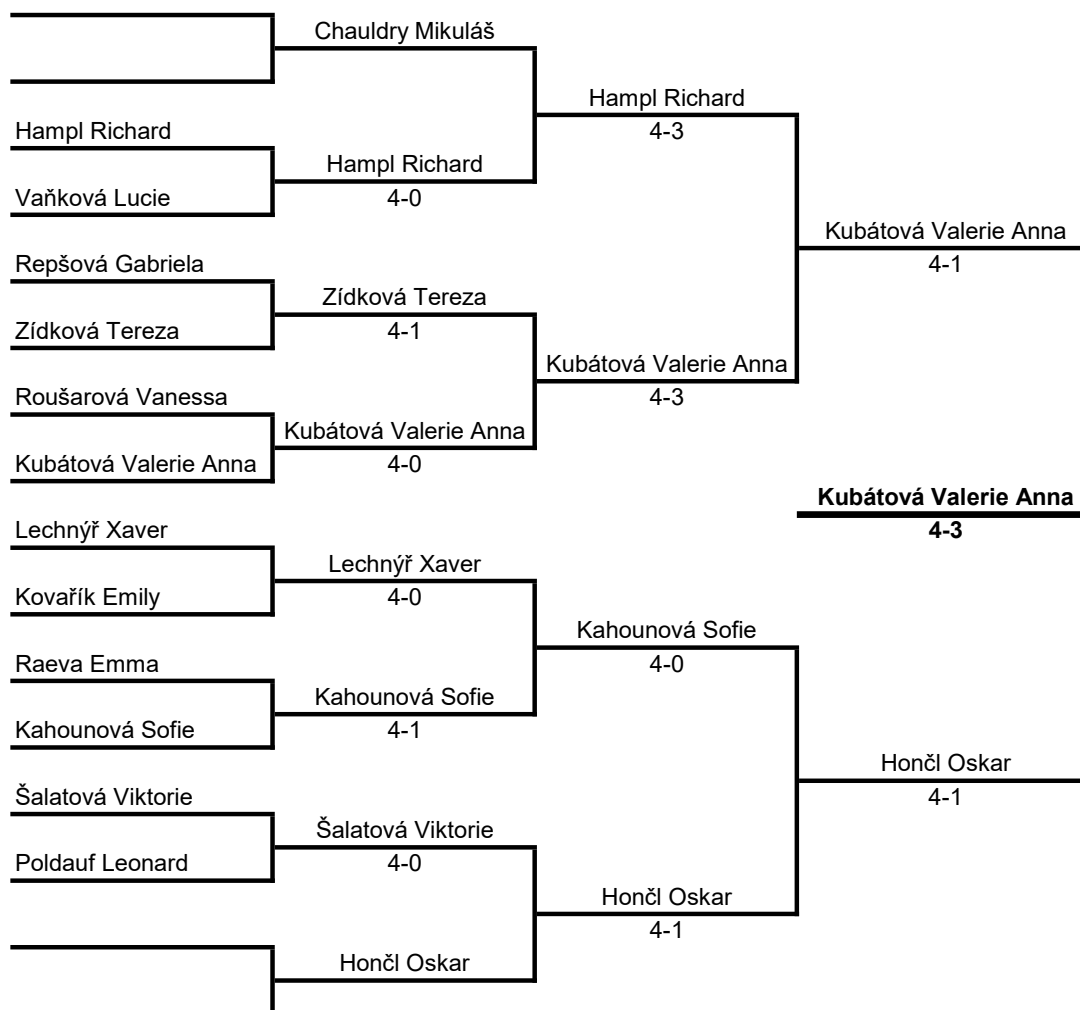 Chauldry Mikuláš
Hampl Richard
Hampl Richard
4-3
Hampl Richard
Vaňková Lucie
4-0
Kubátová Valerie Anna
Repšová Gabriela
4-1
Zídková Tereza
Zídková Tereza
4-1
Kubátová Valerie Anna
Roušarová Vanessa
4-3
Kubátová Valerie Anna
Kubátová Valerie Anna
4-0
Kubátová Valerie Anna
Lechnýř Xaver
4-3
Lechnýř Xaver
Kovařík Emily
4-0
Kahounová Sofie
Raeva Emma
4-0
Kahounová Sofie
Kahounová Sofie
4-1
Hončl Oskar
Šalatová Viktorie
4-1
Šalatová Viktorie
Poldauf Leonard
4-0
Hončl Oskar
4-1
Hončl Oskar